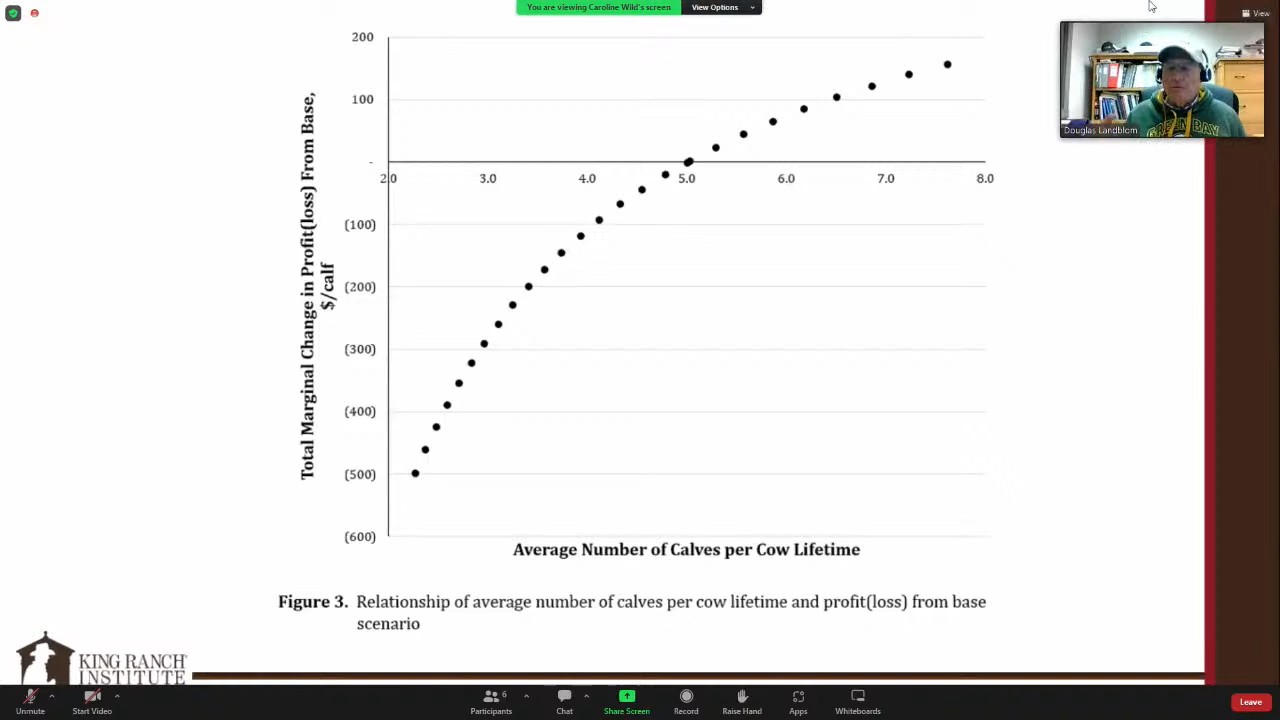 You are viewing Caroline Wild's screen
View Options
View
Douglas Landblom
GREEN BAY
200
100
-
(100)
(200)
(300)
(400)
(500)
(600)
2.0 3.0 4.0 5.0 6.0 7.0 8.0
Total Marginal Change in Profit(loss) From Base,
$/calf
Average Number of Calves per Cow Lifetime
Figure 3. Relationship of average number of calves per cow lifetime and profit(loss) from base
scenario
KING RANCH
INSTITUTE
Unmute
Start Video
Participants
6
Chat
Share Screen
Record
Raise Hand
Apps
Whiteboards
Leave